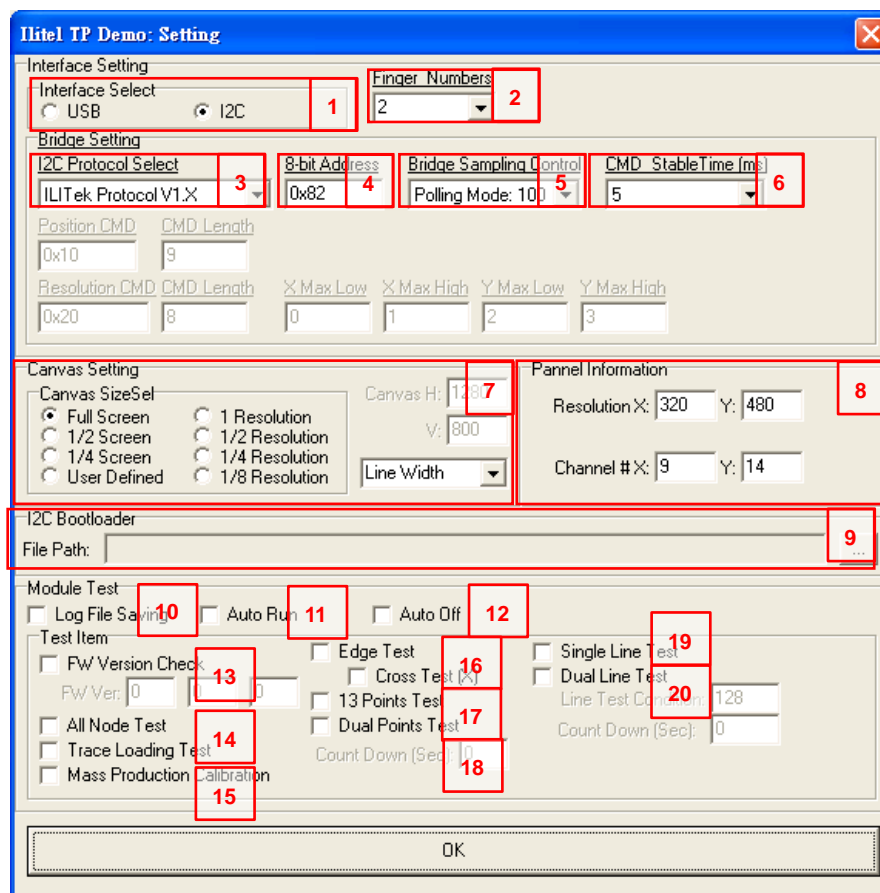 Ilitel TP Demo: Setting
Interface Setting
Interface Select
USB
I2C
1
Finger Numbers
2
2
Bridge Setting
I2C Protocol Select
ILITek Protocol V1.X
3
8-bit Address
0x82
4
Bridge Sampling Control
Polling Mode: 100
5
CMD StableTime (ms)
5
6
Position CMD
CMD Length
0x10
9
Resolution CMD
CMD Length
X Max Low
X Max High
Y Max Low
Y Max High
0x20
8
0
1
2
3
Canvas Setting
Canvas SizeSel
Full Screen
1 Resolution
1/2 Screen
1/2 Resolution
1/4 Screen
1/4 Resolution
User Defined
1/8 Resolution
Canvas H: 1280
V: 800
Line Width
7
Pannel Information
Resolution X: 320 Y: 480
Channel # X: 9 Y: 14
8
I2C Bootloader
File Path:
...
9
Module Test
Log File Saving
10
Auto Run
11
Auto Off
12
Test Item
FW Version Check
FW Ver: 0 0 0
13
All Node Test
Trace Loading Test
14
Mass Production Calibration
15
Edge Test
Cross Test (X)
16
13 Points Test
Dual Points Test
17
Count Down (Sec): 0
18
Single Line Test
19
Dual Line Test
Line Test Condition: 128
20
Count Down (Sec): 0
OK